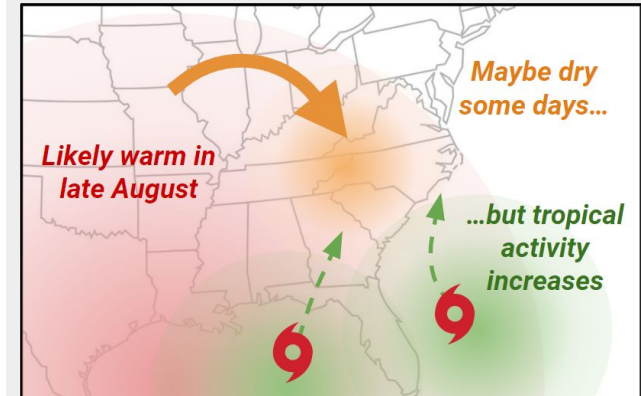 Maybe dry
some days...
Likely warm in
late August
...but tropical
activity
increases